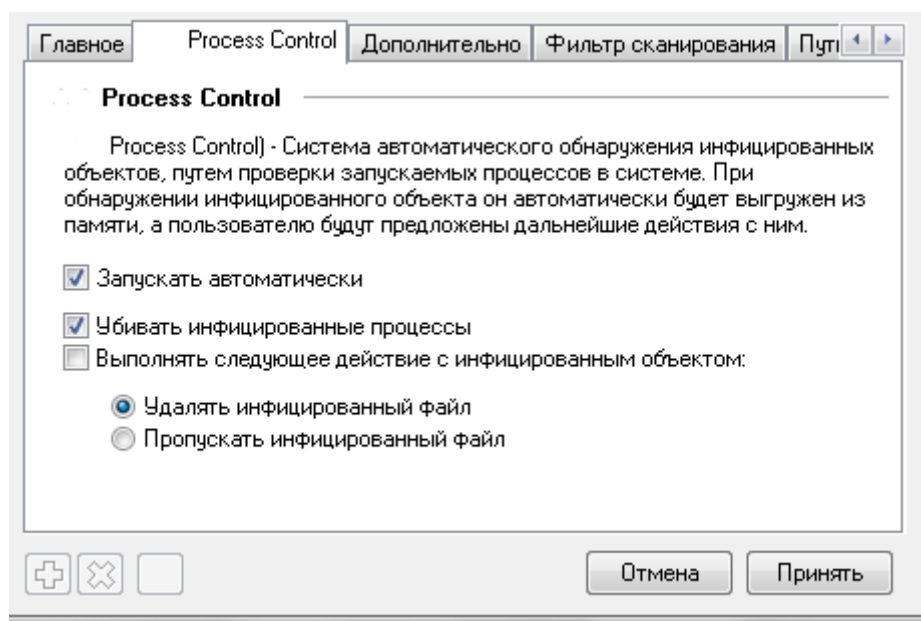 Главное Process Control Дополнительно Фильтр сканирования
Process Control
Process Control) - Система автоматического обнаружения инфицированных
объектов, путем проверки запускаемых процессов в системе. При
обнаружении инфицированного объекта он автоматически будет выгружен из
памяти, а пользователю будут предложены дальнейшие действия с ним.
Запускать автоматически
Убивать инфицированные процессы
Выполнять следующее действие с инфицированным объектом:
Удалять инфицированный файл
Пропускать инфицированный файл
Отмена Принять